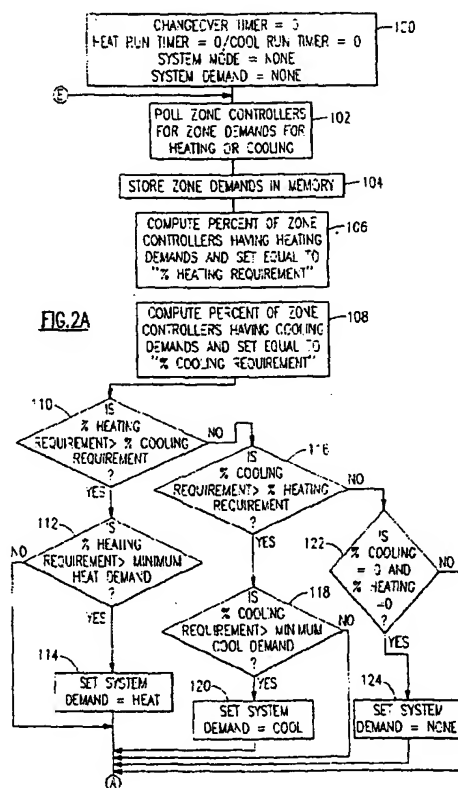 CHANGEOVER TIMER = 0
HEAT RUN TIMER = 0/COOL RUN TIMER = 0
SYSTEM MODE = NONE
SYSTEM DEMAND = NONE
100
E
POLL ZONE CONTROLLERS
FOR ZONE DEMANDS FOR
HEATING OR COOLING
102
STORE ZONE DEMANDS IN MEMORY
104
COMPUTE PERCENT OF ZONE
CONTROLLERS HAVING HEATING
DEMANDS AND SET EQUAL TO
"% HEATING REQUIREMENT"
106
FIG.2A
COMPUTE PERCENT OF ZONE
CONTROLLERS HAVING COOLING
DEMANDS AND SET EQUAL TO
"% COOLING REQUIREMENT"
108
110
IS
% HEATING
REQUIREMENT> % COOLING
REQUIREMENT
?
NO
YES
116
IS
% COOLING
REQUIREMENT> % HEATING
REQUIREMENT
?
NO
YES
112
IS
% HEATING
REQUIREMENT> MINIMUM
HEAT DEMAND
?
NO
YES
122
IS
% COOLING
= 0 AND
% HEATING
=0
?
NO
YES
118
IS
% COOLING
REQUIREMENT> MINIMUM
COOL DEMAND
?
NO
YES
114
SET SYSTEM
DEMAND = HEAT
120
SET SYSTEM
DEMAND = COOL
124
SET SYSTEM
DEMAND = NONE
A